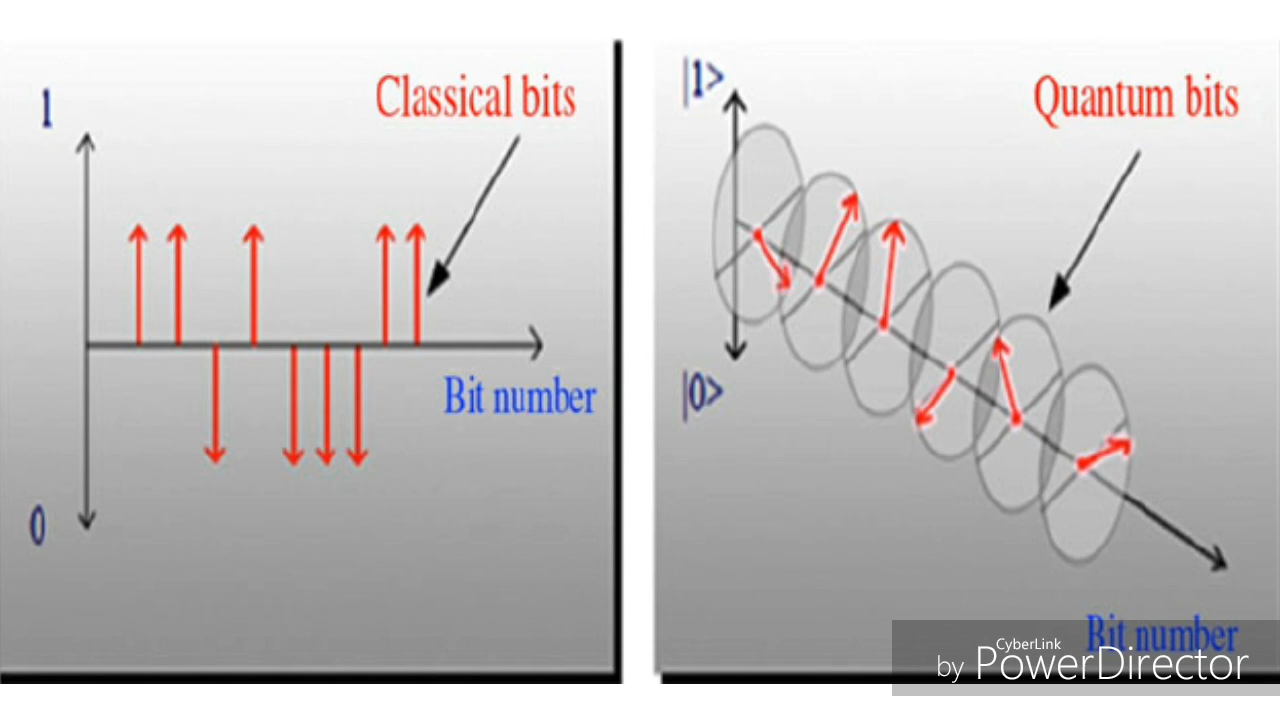 1
Classical bits
Bit number
0
|1>
Quantum bits
|0>
Bit number
CyberLink
by PowerDirector